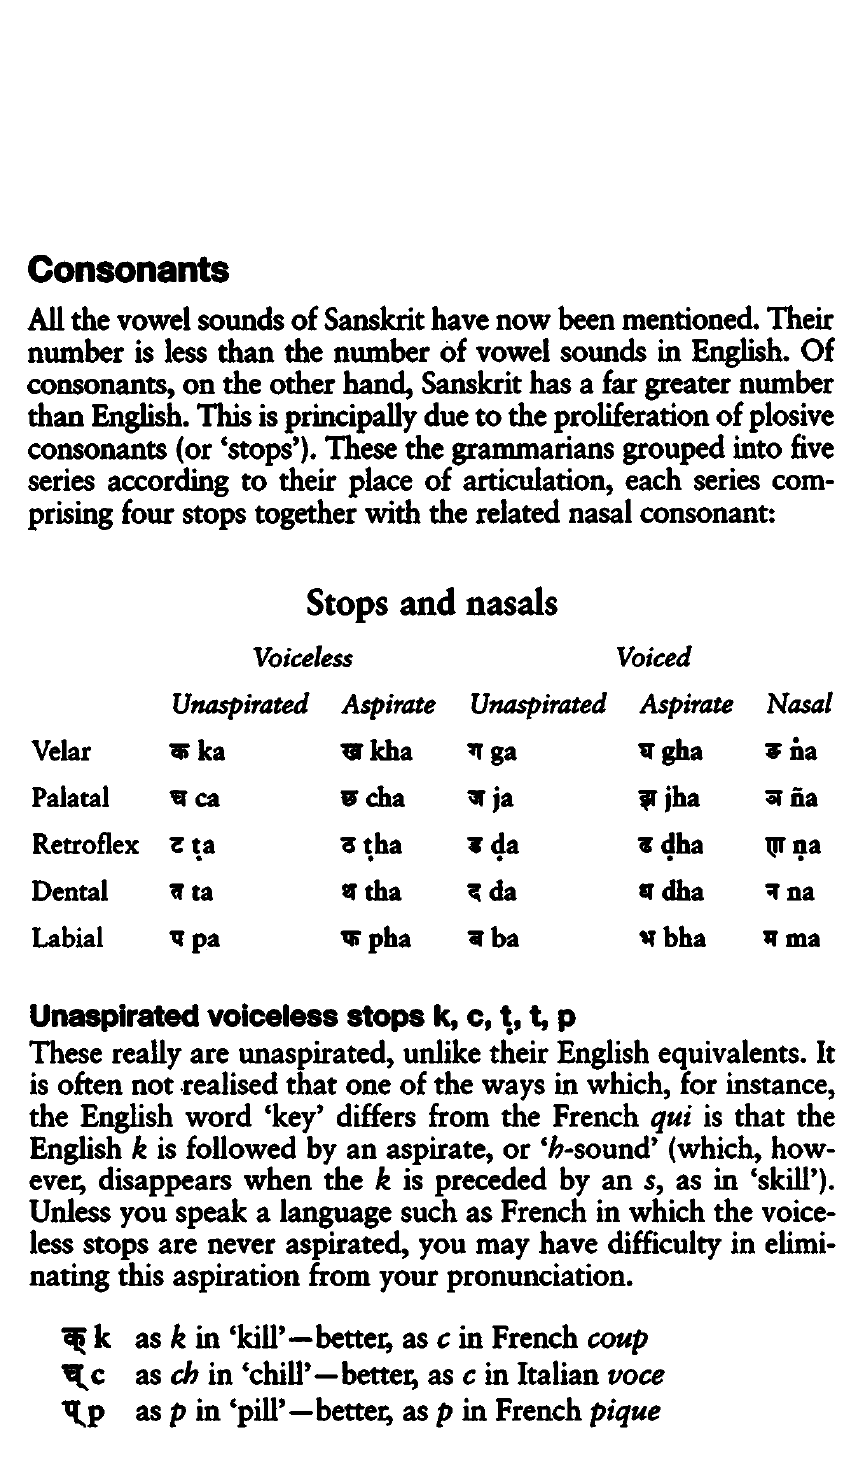 Consonants
All the vowel sounds of Sanskrit have now been mentioned. Their
number is less than the number of vowel sounds in English. Of
consonants, on the other hand, Sanskrit has a far greater number
than English. This is principally due to the proliferation of plosive
consonants (or ‘stops’). These the grammarians grouped into five
series according to their place of articulation, each series com-
prising four stops together with the related nasal consonant:
Stops and nasals
Voiceless Voiced
Unaspirated Aspirate Unaspirated Aspirate Nasal
Velar क ka ख kha ग ga घ gha ङ ṅa
Palatal च ca छ cha ज ja झ jha ञ ña
Retroflex ट ṭa ठ ṭha ड ḍa ढ ḍha ण ṇa
Dental त ta थ tha द da ध dha न na
Labial प pa फ pha ब ba भ bha म ma
Unaspirated voiceless stops k, c, ṭ, t, p
These really are unaspirated, unlike their English equivalents. It
is often not realised that one of the ways in which, for instance,
the English word ‘key’ differs from the French qui is that the
English k is followed by an aspirate, or ‘h-sound’ (which, how-
ever, disappears when the k is preceded by an s, as in ‘skill’).
Unless you speak a language such as French in which the voice-
less stops are never aspirated, you may have difficulty in elimi-
nating this aspiration from your pronunciation.
क् k as k in ‘kill’—better, as c in French coup
च् c as ch in ‘chill’—better, as c in Italian voce
प् p as p in ‘pill’—better, as p in French pique